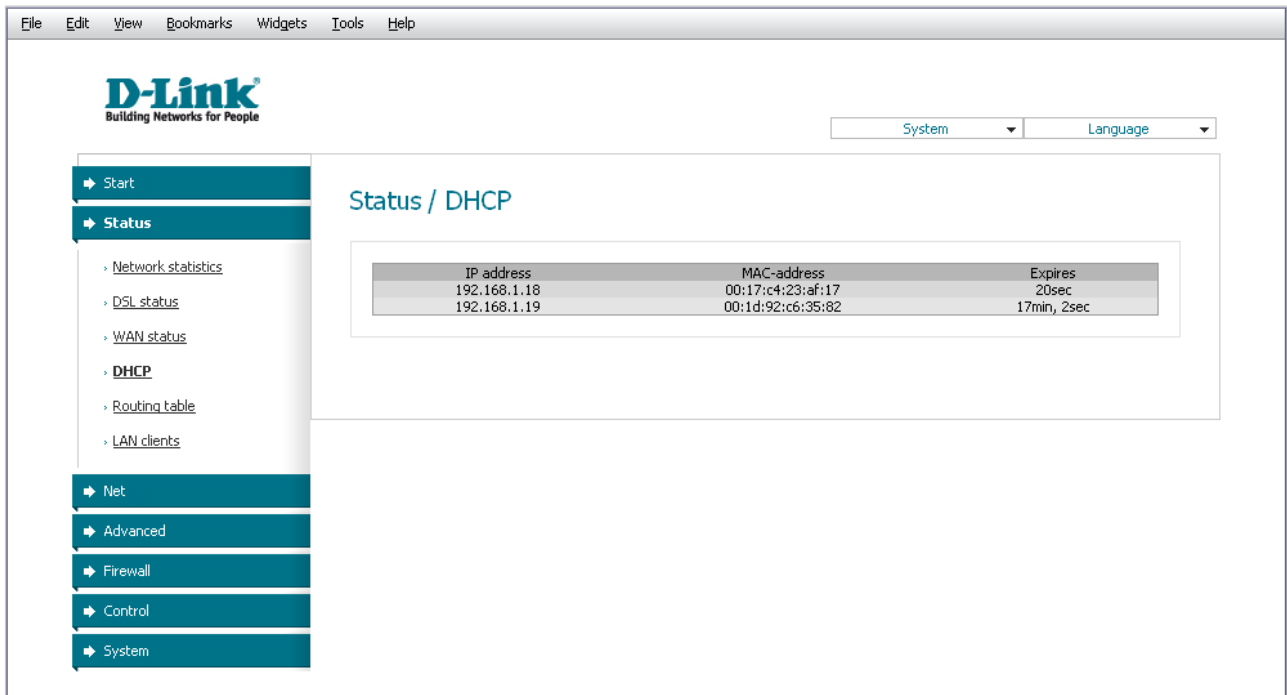 File Edit View Bookmarks Widgets Tools Help
D-Link®
Building Networks for People
System Language
Start
Status
Network statistics
DSL status
WAN status
DHCP
Routing table
LAN clients
Net
Advanced
Firewall
Control
System
Status / DHCP
IP address MAC-address Expires
192.168.1.18 00:17:c4:23:af:17 20sec
192.168.1.19 00:1d:92:c6:35:82 17min, 2sec